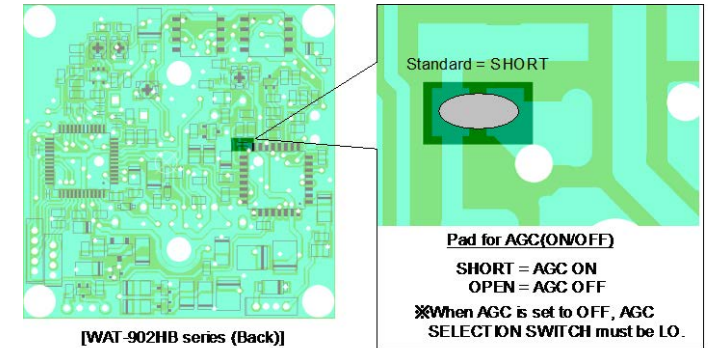 Standard = SHORT
Pad for AGC(ON/OFF)
SHORT = AGC ON
OPEN = AGC OFF
※When AGC is set to OFF, AGC
SELECTION SWITCH must be LO.
[WAT-902HB series (Back)]